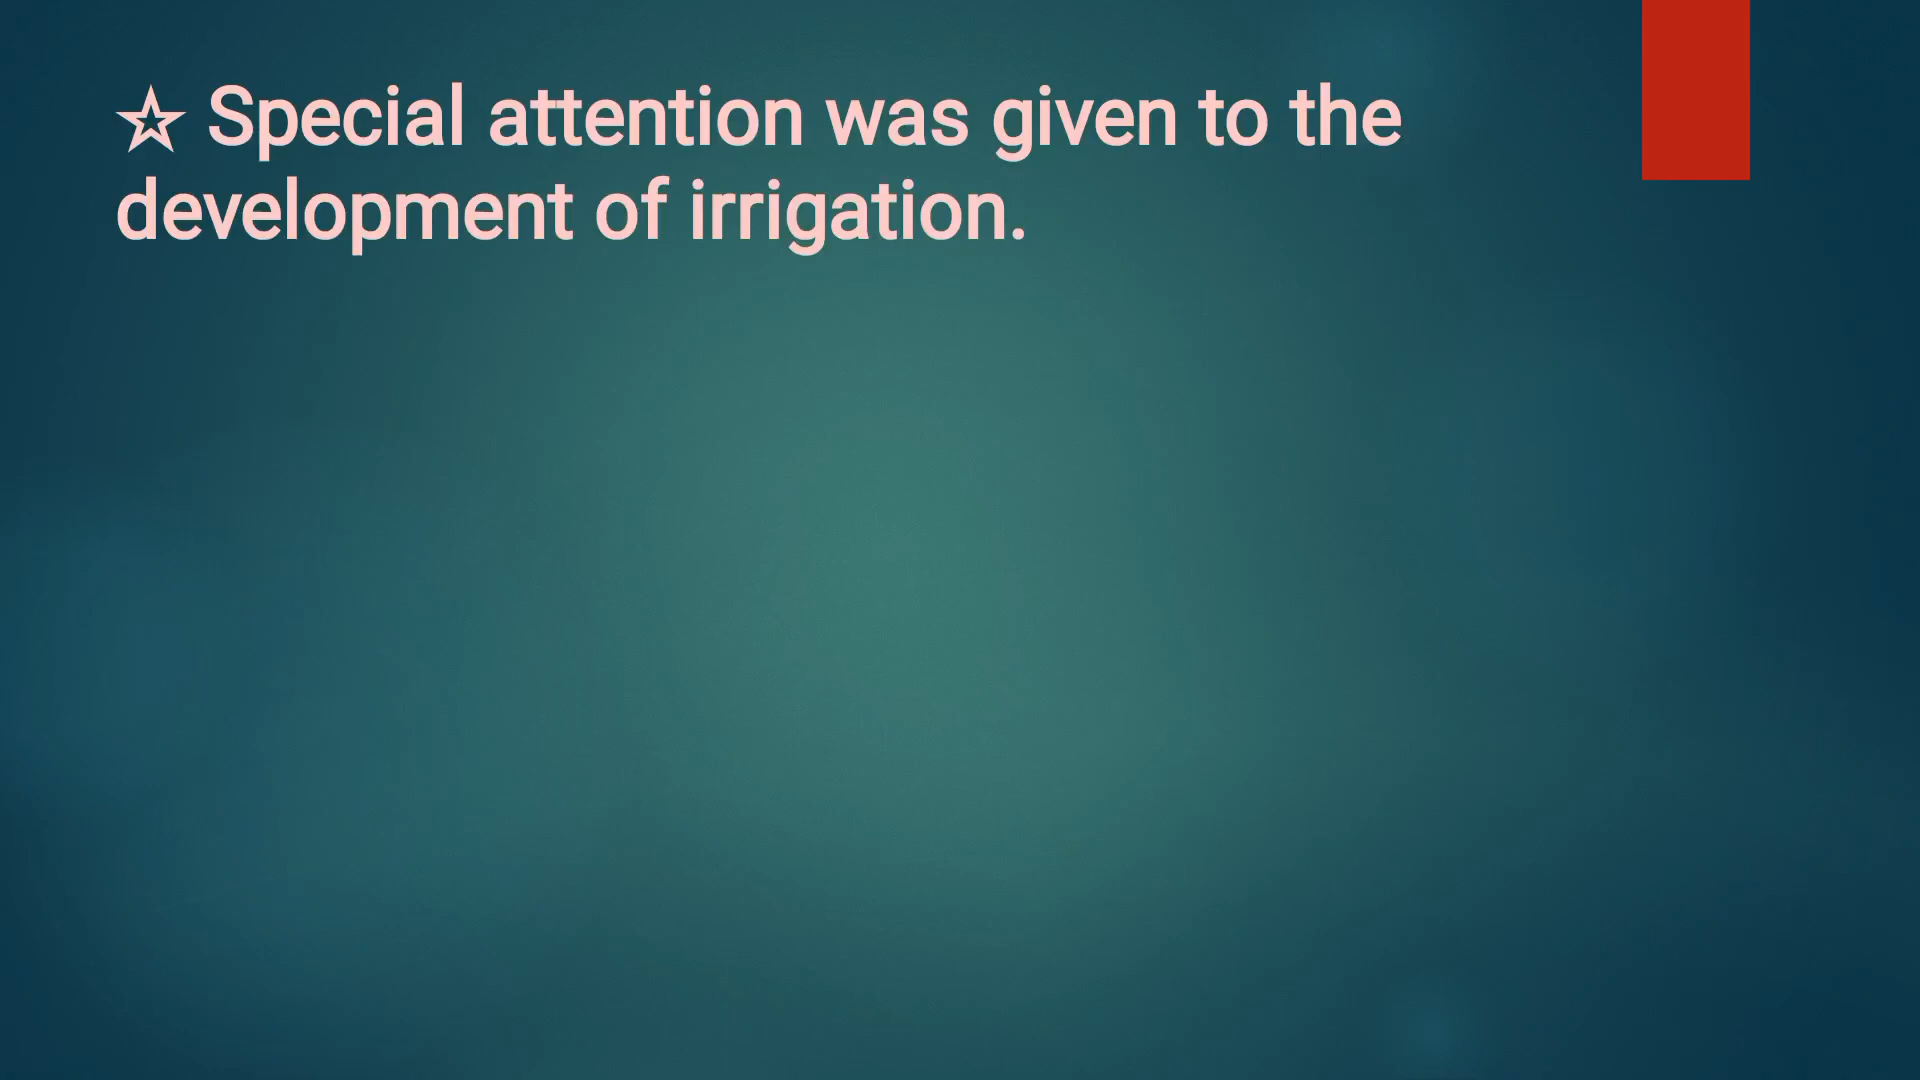 ☆ Special attention was given to the
development of irrigation.